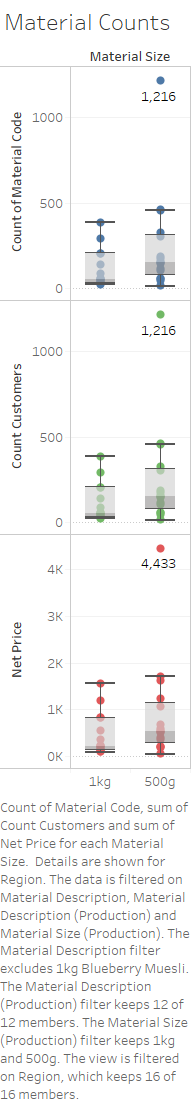 Material Counts
Material Size
Count of Material Code
1,216
1000
500
0
Count Customers
1,216
1000
500
0
Net Price
4,433
4K
3K
2K
1K
0K
1kg 500g
Count of Material Code, sum of
Count Customers and sum of
Net Price for each Material
Size. Details are shown for
Region. The data is filtered on
Material Description, Material
Description (Production) and
Material Size (Production). The
Material Description filter
excludes 1kg Blueberry Muesli.
The Material Description
(Production) filter keeps 12 of
12 members. The Material Size
(Production) filter keeps 1kg
and 500g. The view is filtered
on Region, which keeps 16 of
16 members.